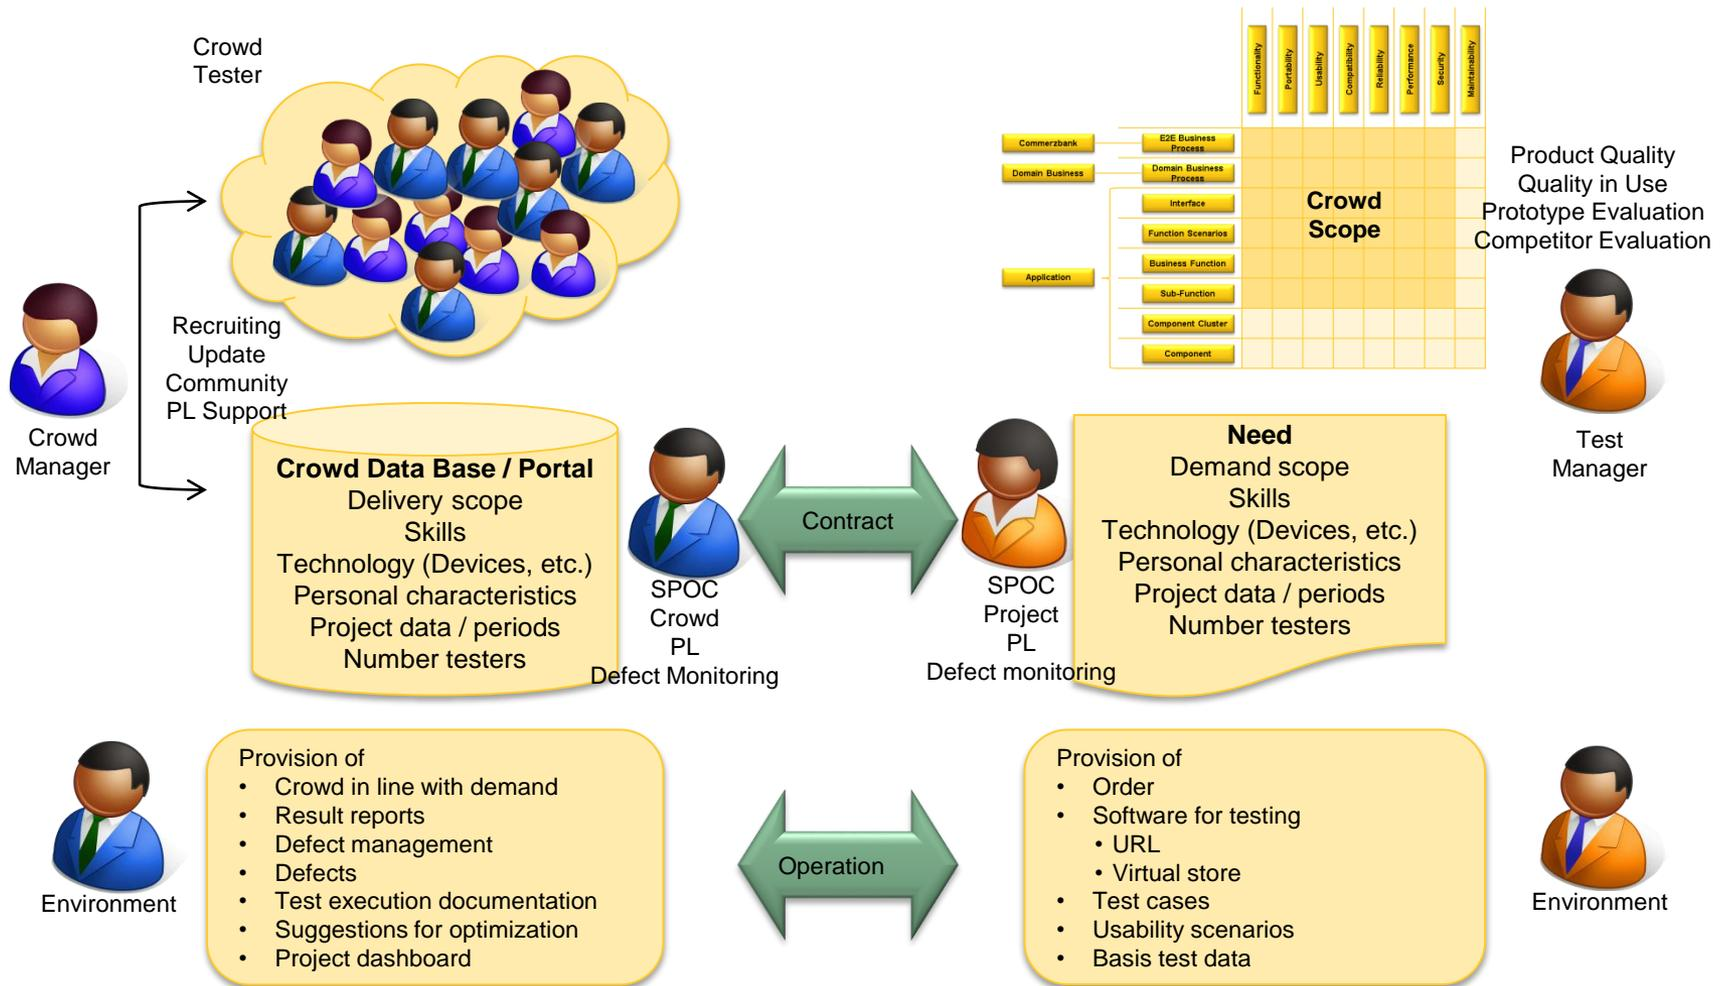 Crowd
Tester
Recruiting
Update
Community
PL Support
Crowd
Manager
Functionality
Portability
Usability
Compatibility
Reliability
Performance
Security
Maintainability
Commerzbank
E2E Business
Process
Domain Business
Domain Business
Process
Interface
Function Scenarios
Business Function
Application
Sub-Function
Component Cluster
Component
Crowd
Scope
Product Quality
Quality in Use
Prototype Evaluation
Competitor Evaluation
Test
Manager
Crowd Data Base / Portal
Delivery scope
Skills
Technology (Devices, etc.)
Personal characteristics
Project data / periods
Number testers
SPOC
Crowd
PL
Defect Monitoring
Contract
SPOC
Project
PL
Defect monitoring
Need
Demand scope
Skills
Technology (Devices, etc.)
Personal characteristics
Project data / periods
Number testers
Environment
Provision of
• Crowd in line with demand
• Result reports
• Defect management
• Defects
• Test execution documentation
• Suggestions for optimization
• Project dashboard
Operation
Provision of
• Order
• Software for testing
• URL
• Virtual store
• Test cases
• Usability scenarios
• Basis test data
Environment